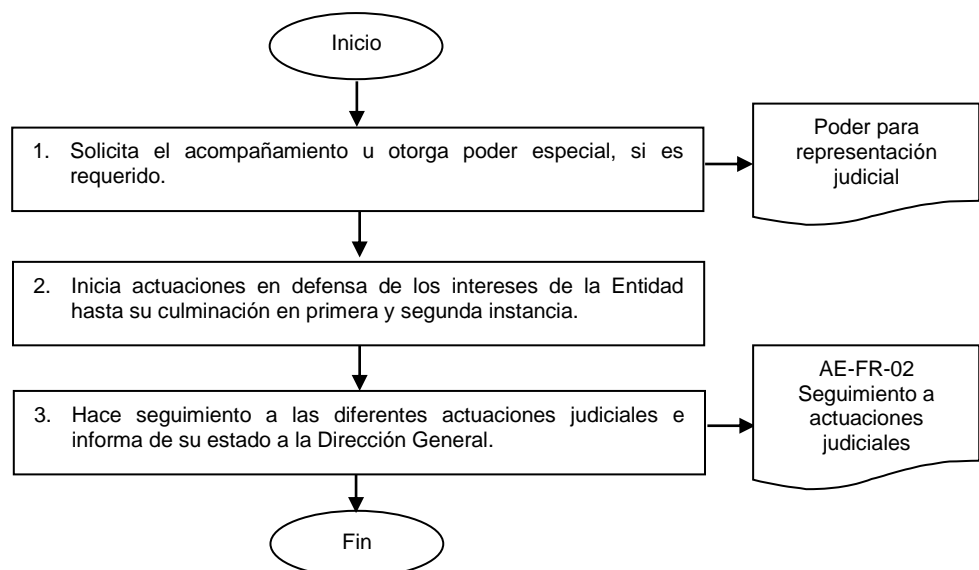 Inicio
1. Solicita el acompañamiento u otorga poder especial, si es
requerido.
Poder para
representación
judicial
2. Inicia actuaciones en defensa de los intereses de la Entidad
hasta su culminación en primera y segunda instancia.
3. Hace seguimiento a las diferentes actuaciones judiciales e
informa de su estado a la Dirección General.
AE-FR-02
Seguimiento a
actuaciones
judiciales
Fin